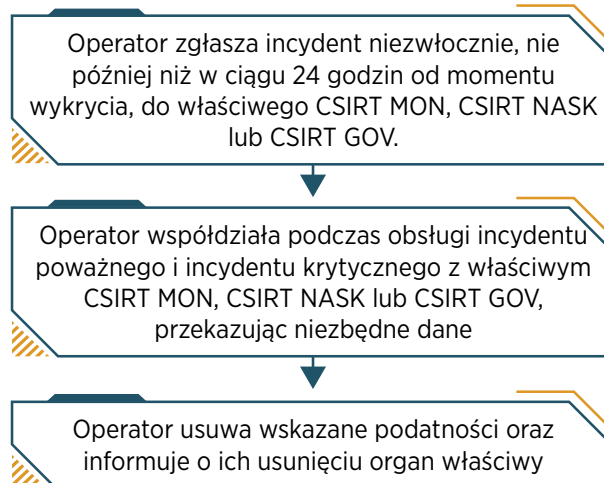 Operator zgłasza incydent niezwłocznie, nie
później niż w ciągu 24 godzin od momentu
wykrycia, do właściwego CSIRT MON, CSIRT NASK
lub CSIRT GOV.
Operator współdziała podczas obsługi incydentu
poważnego i incydentu krytycznego z właściwym
CSIRT MON, CSIRT NASK lub CSIRT GOV,
przekazując niezbędne dane
Operator usuwa wskazane podatności oraz
informuje o ich usunięciu organ właściwy